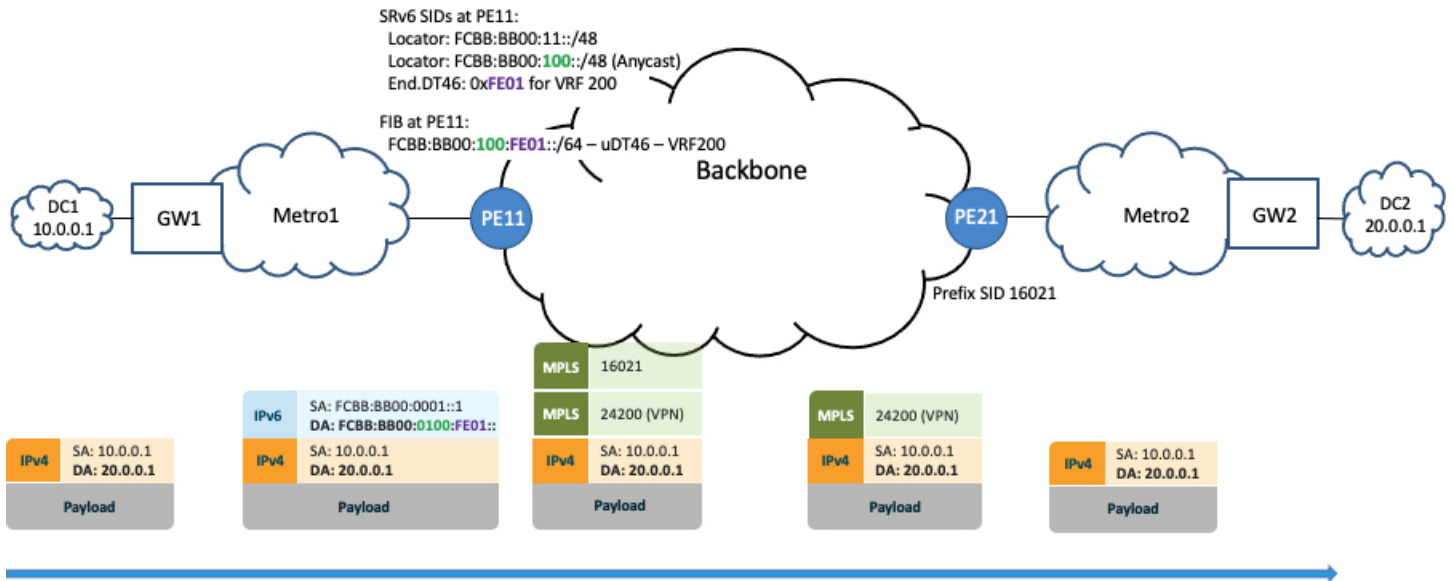 SRv6 SIDs at PE11:
Locator: FCBB:BB00:11::/48
Locator: FCBB:BB00:100::/48 (Anycast)
End.DT46: 0xFE01 for VRF 200
FIB at PE11:
FCBB:BB00:100:FE01::/64 – uDT46 – VRF200
Backbone
DC1
10.0.0.1
GW1
Metro1
PE11
PE21
Metro2
GW2
DC2
20.0.0.1
Prefix SID 16021
IPv4
SA: 10.0.0.1
DA: 20.0.0.1
Payload
IPv6
SA: FCBB:BB00:0001::1
DA: FCBB:BB00:0100:FE01::
IPv4
SA: 10.0.0.1
DA: 20.0.0.1
Payload
MPLS
16021
MPLS
24200 (VPN)
IPv4
SA: 10.0.0.1
DA: 20.0.0.1
Payload
MPLS
24200 (VPN)
IPv4
SA: 10.0.0.1
DA: 20.0.0.1
Payload
IPv4
SA: 10.0.0.1
DA: 20.0.0.1
Payload